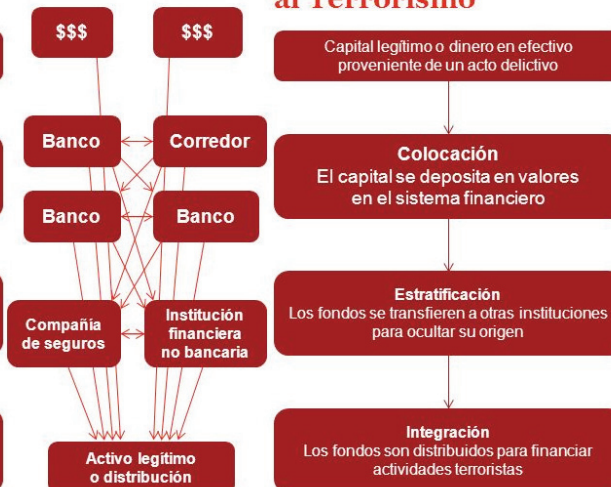 al Terrorismo
$$$
$$$
Banco
Corredor
Banco
Banco
Compañía
de seguros
Institución
financiera
no bancaria
Activo legitimo
o distribución
Capital legítimo o dinero en efectivo
proveniente de un acto delictivo
Colocación
El capital se deposita en valores
en el sistema financiero
Estratificación
Los fondos se transfieren a otras instituciones
para ocultar su origen
Integración
Los fondos son distribuidos para financiar
actividades terroristas